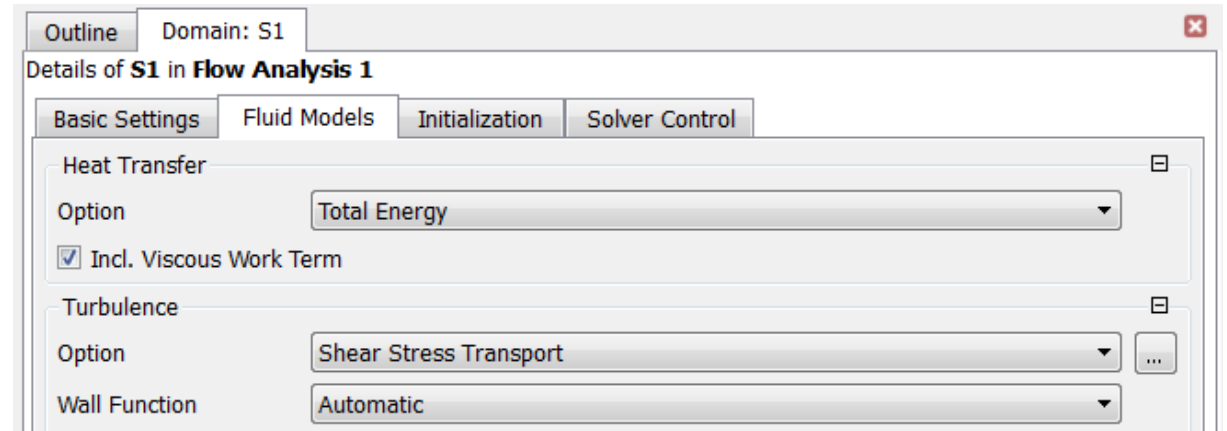 Outline Domain: S1
Details of S1 in Flow Analysis 1
Basic Settings Fluid Models Initialization Solver Control
Heat Transfer
Option Total Energy
Incl. Viscous Work Term
Turbulence
Option Shear Stress Transport ...
Wall Function Automatic